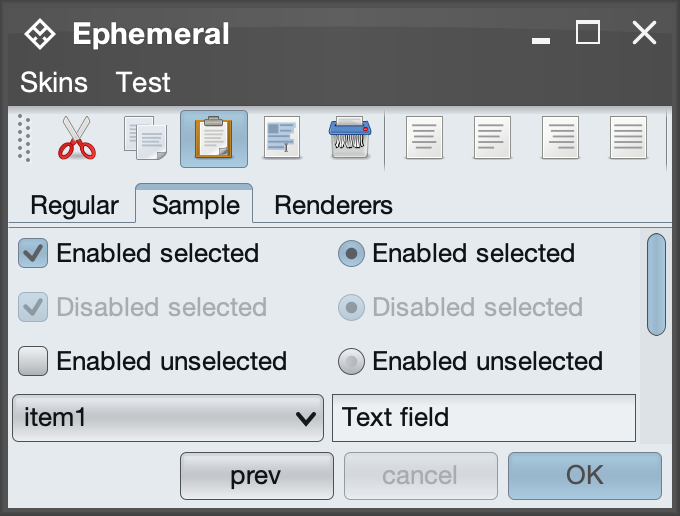 Ephemeral
Skins Test
Regular Sample Renderers
Enabled selected Enabled selected
Disabled selected Disabled selected
Enabled unselected Enabled unselected
item1 Text field
prev cancel OK